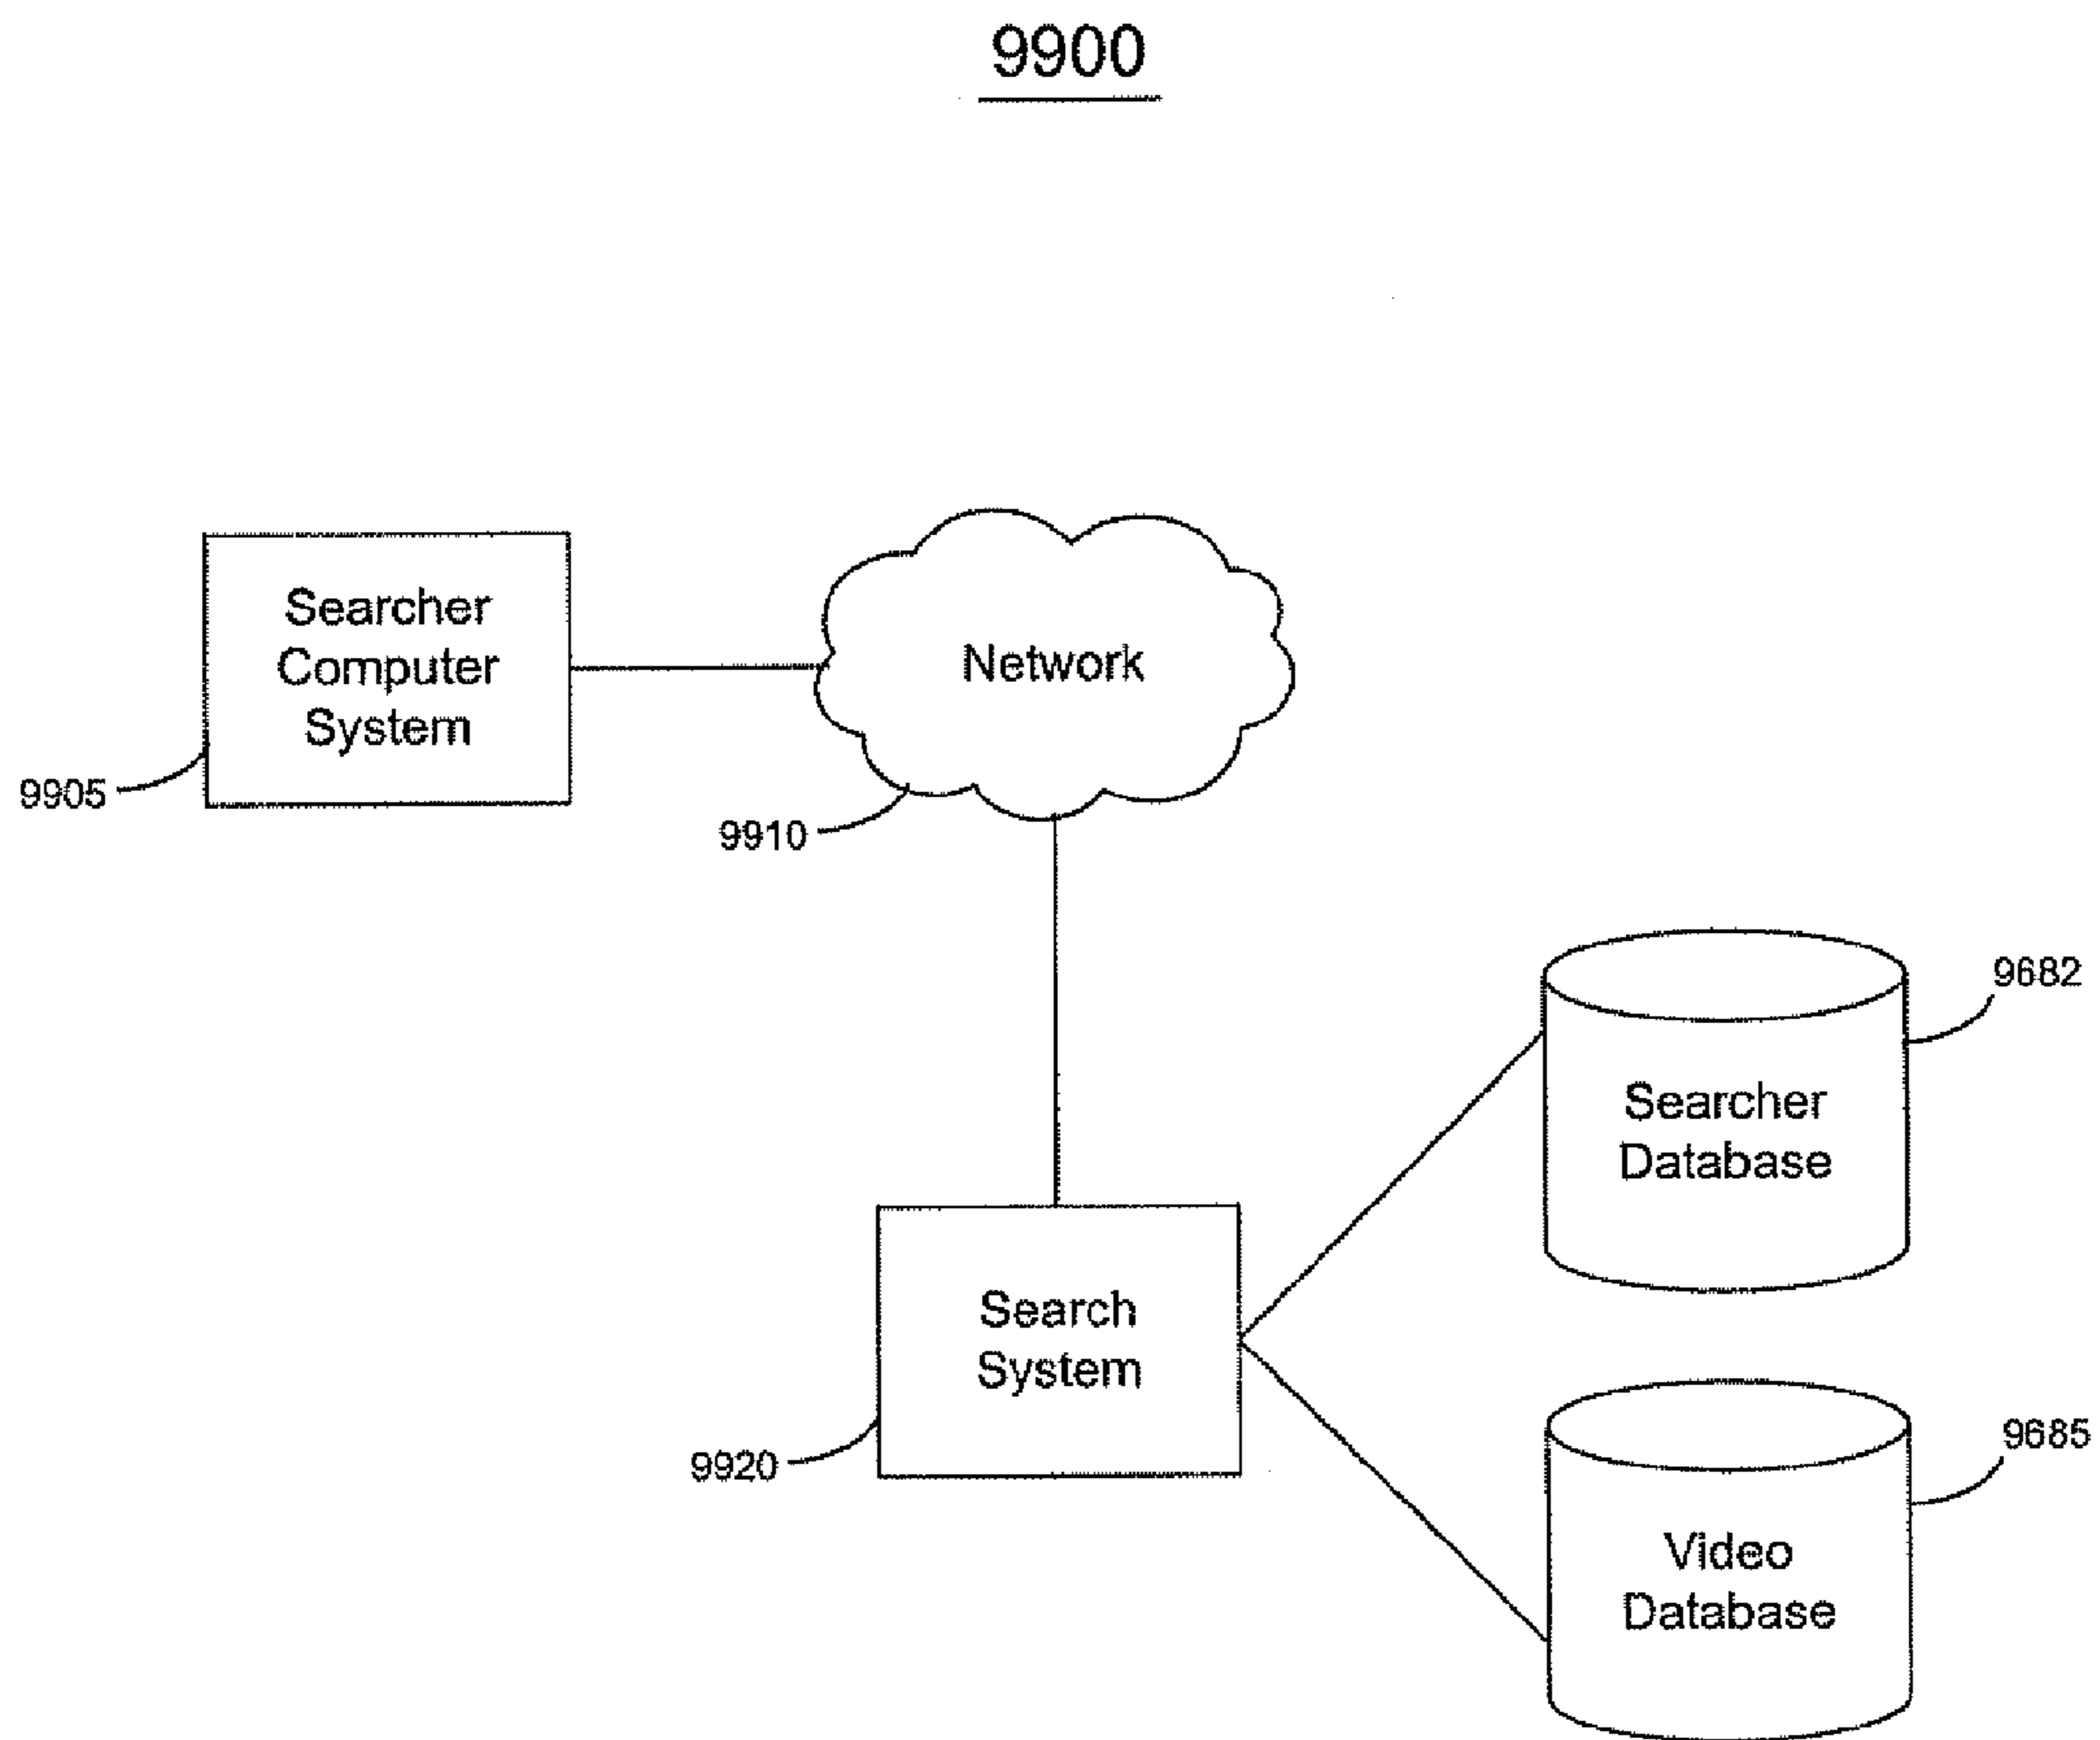 9900
Searcher
Computer
System
9905
Network
9910
9682
Searcher
Database
Search
System
9920
9685
Video
Database